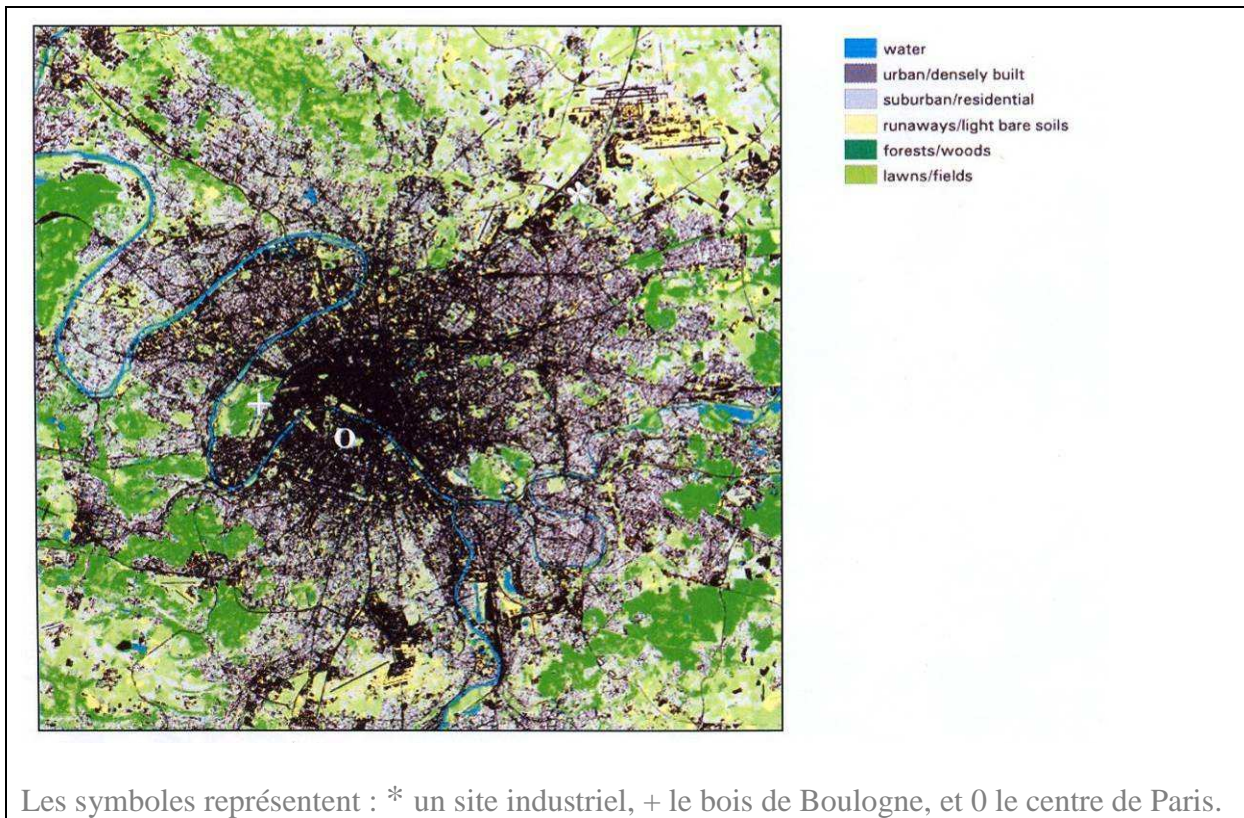 water
urban/densely built
suburban/residential
runaways/light bare soils
forests/woods
lawns/fields
*
+
o
Les symboles représentent : * un site industriel, + le bois de Boulogne, et 0 le centre de Paris.